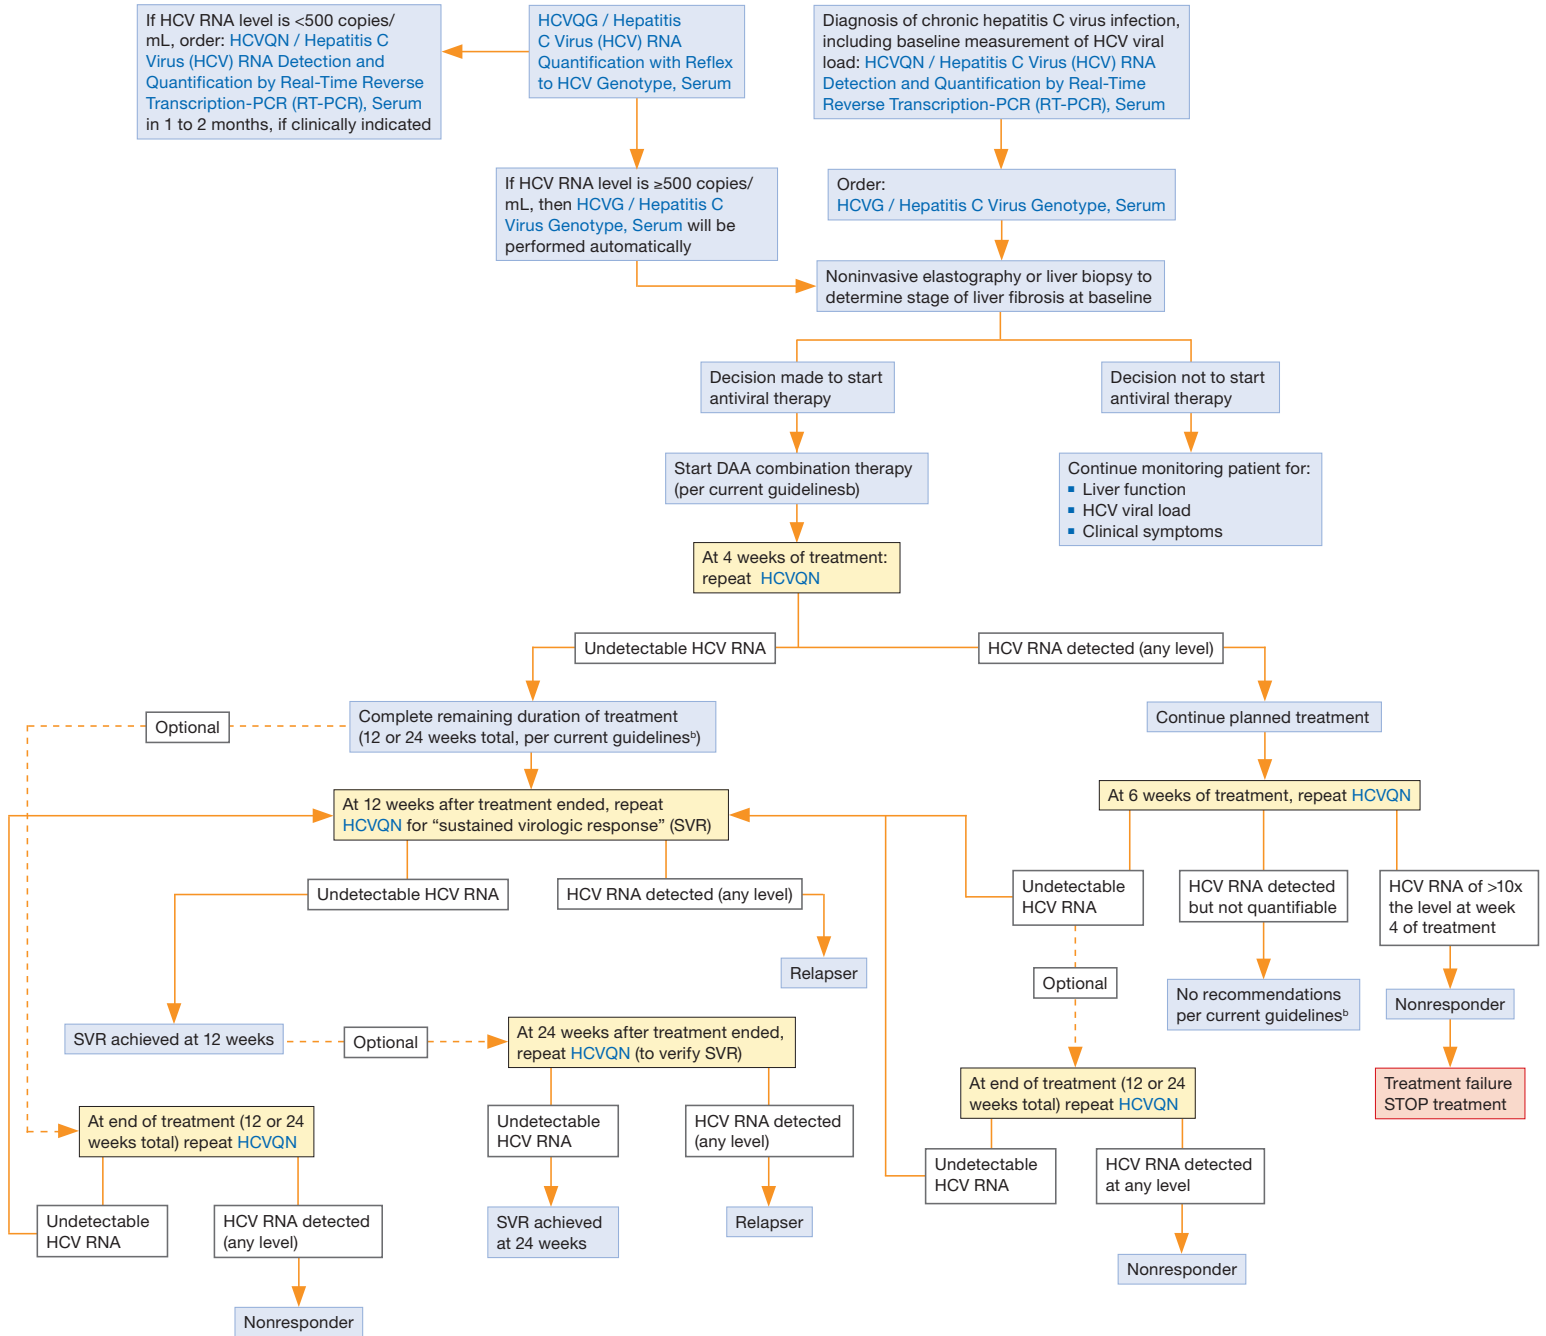 If HCV RNA level is <500 copies/
mL, order: HCVQN / Hepatitis C
Virus (HCV) RNA Detection and
Quantification by Real-Time Reverse
Transcription-PCR (RT-PCR), Serum
in 1 to 2 months, if clinically indicated
HCVQG / Hepatitis
C Virus (HCV) RNA
Quantification with Reflex
to HCV Genotype, Serum
Diagnosis of chronic hepatitis C virus infection,
including baseline measurement of HCV viral
load: HCVQN / Hepatitis C Virus (HCV) RNA
Detection and Quantification by Real-Time
Reverse Transcription-PCR (RT-PCR), Serum
If HCV RNA level is ≥500 copies/
mL, then HCVG / Hepatitis C
Virus Genotype, Serum will be
performed automatically
Order:
HCVG / Hepatitis C Virus Genotype, Serum
Noninvasive elastography or liver biopsy to
determine stage of liver fibrosis at baseline
Decision made to start
antiviral therapy
Decision not to start
antiviral therapy
Start DAA combination therapy
(per current guidelinesb)
Continue monitoring patient for:
▪ Liver function
▪ HCV viral load
▪ Clinical symptoms
At 4 weeks of treatment:
repeat HCVQN
Undetectable HCV RNA
HCV RNA detected (any level)
Optional
Complete remaining duration of treatment
(12 or 24 weeks total, per current guidelinesᵇ)
Continue planned treatment
At 12 weeks after treatment ended, repeat
HCVQN for “sustained virologic response” (SVR)
At 6 weeks of treatment, repeat HCVQN
Undetectable HCV RNA
HCV RNA detected (any level)
Undetectable
HCV RNA
HCV RNA detected
but not quantifiable
HCV RNA of >10x
the level at week
4 of treatment
Relapser
Optional
No recommendations
per current guidelinesᵇ
Nonresponder
SVR achieved at 12 weeks
Optional
At 24 weeks after treatment ended,
repeat HCVQN (to verify SVR)
At end of treatment (12 or 24
weeks total) repeat HCVQN
Treatment failure
STOP treatment
At end of treatment (12 or 24
weeks total) repeat HCVQN
Undetectable
HCV RNA
HCV RNA detected
(any level)
Undetectable
HCV RNA
HCV RNA detected
at any level
Undetectable
HCV RNA
HCV RNA detected
(any level)
SVR achieved
at 24 weeks
Relapser
Nonresponder
Nonresponder